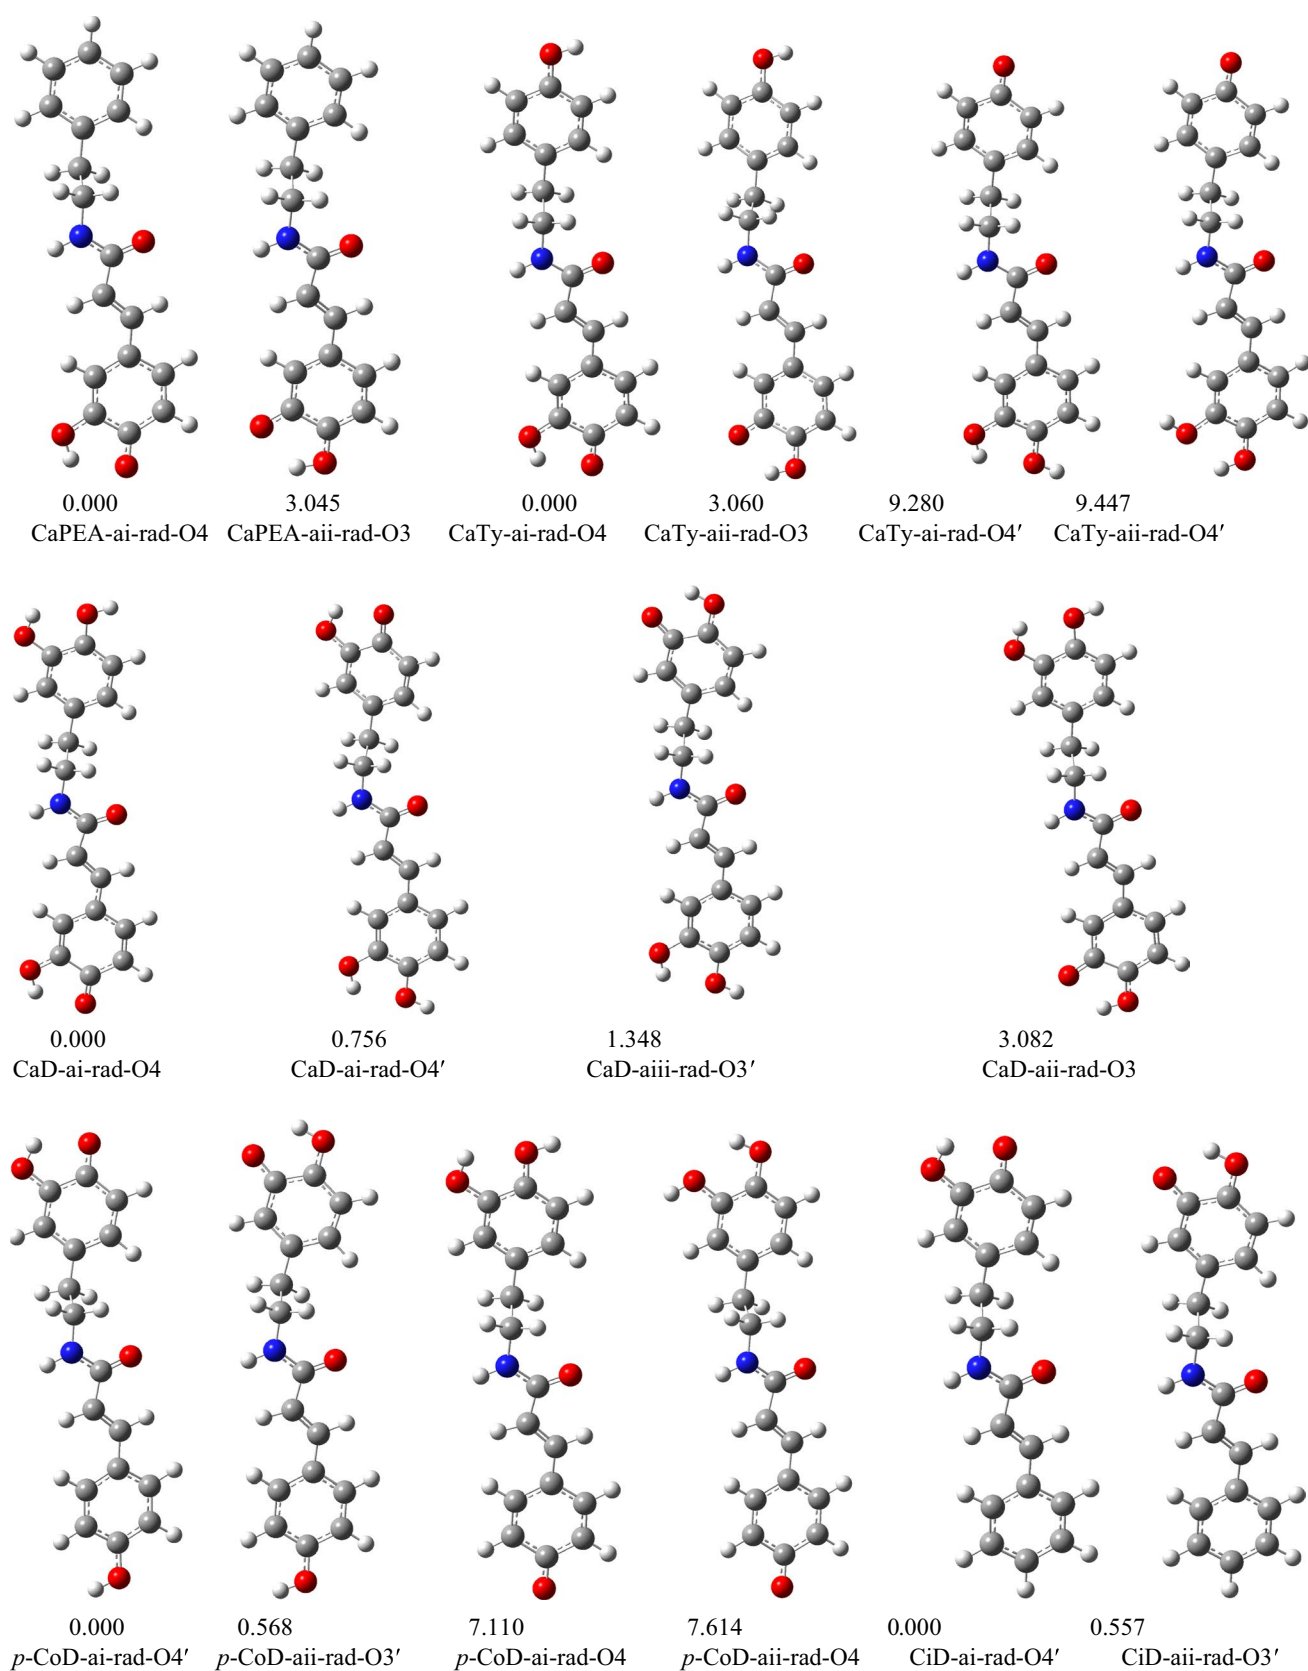 0.000 3.045 0.000 3.060 9.280 9.447
CaPEA-ai-rad-O4 CaPEA-aii-rad-O3 CaTy-ai-rad-O4 CaTy-aii-rad-O3 CaTy-ai-rad-O4′ CaTy-aii-rad-O4′
0.000 0.756 1.348 3.082
CaD-ai-rad-O4 CaD-ai-rad-O4′ CaD-aiii-rad-O3′ CaD-aii-rad-O3
0.000 0.568 7.110 7.614 0.000 0.557
p-CoD-ai-rad-O4′ p-CoD-aii-rad-O3′ p-CoD-ai-rad-O4 p-CoD-aii-rad-O4 CiD-ai-rad-O4′ CiD-aii-rad-O3′